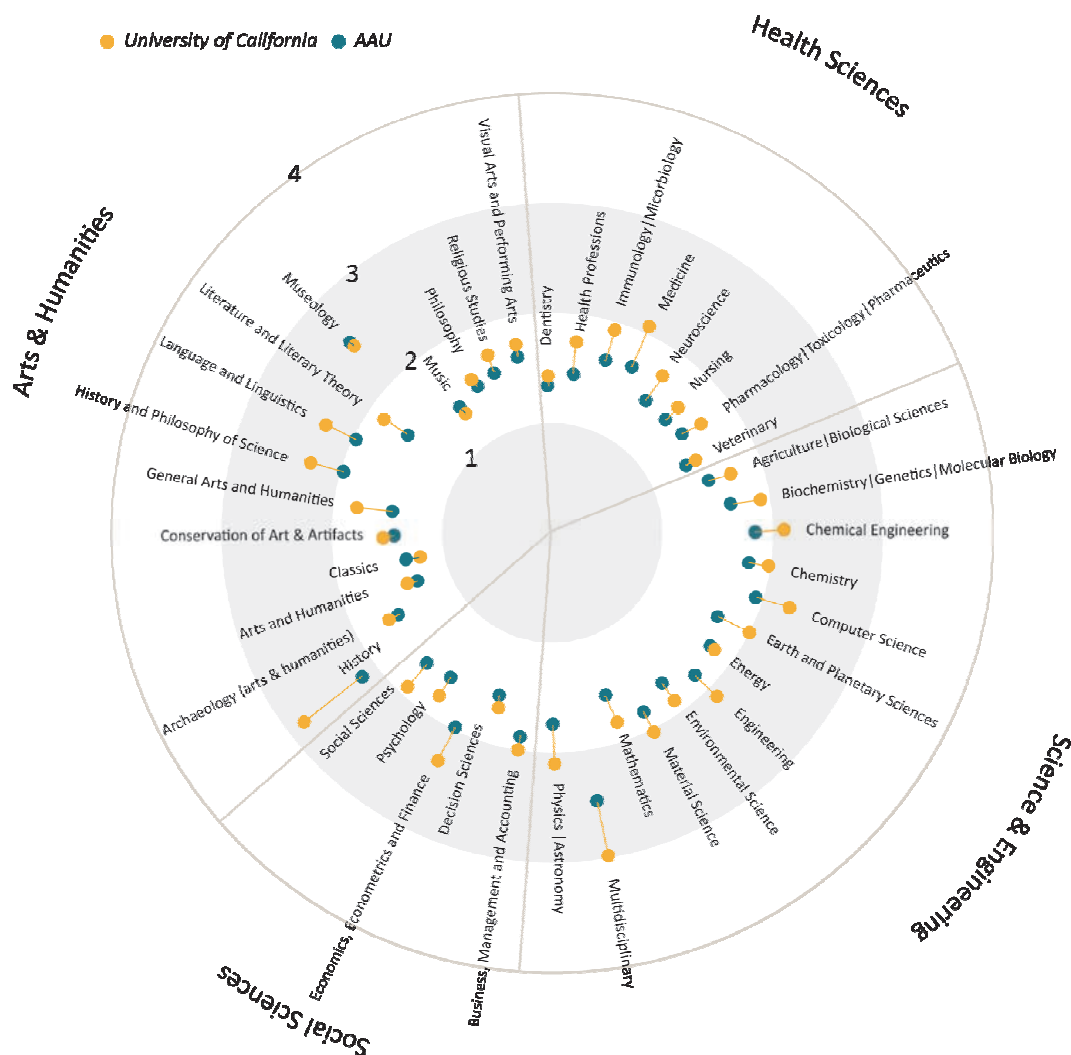 University of California
AAU
Health Sciences
Arts & Humanities
Science & Engineering
Social Sciences
4
3
2
1
Dentistry
Health Professions
Immunology|Micorbiology
Medicine
Neuroscience
Nursing
Pharmacology|Toxicology|Pharmaceutics
Veterinary
Agriculture|Biological Sciences
Biochemistry|Genetics|Molecular Biology
Chemical Engineering
Chemistry
Computer Science
Earth and Planetary Sciences
Energy
Engineering
Environmental Science
Material Science
Mathematics
Multidisciplinary
Physics |Astronomy
Business, Management and Accounting
Decision Sciences
Economics, Econometrics and Finance
Psychology
Social Sciences
History
Archaeology (arts & humanities)
Arts and Humanities
Classics
Conservation of Art & Artifacts
General Arts and Humanities
History and Philosophy of Science
Language and Linguistics
Literature and Literary Theory
Museology
Music
Philosophy
Religious Studies
Visual Arts and Performing Arts